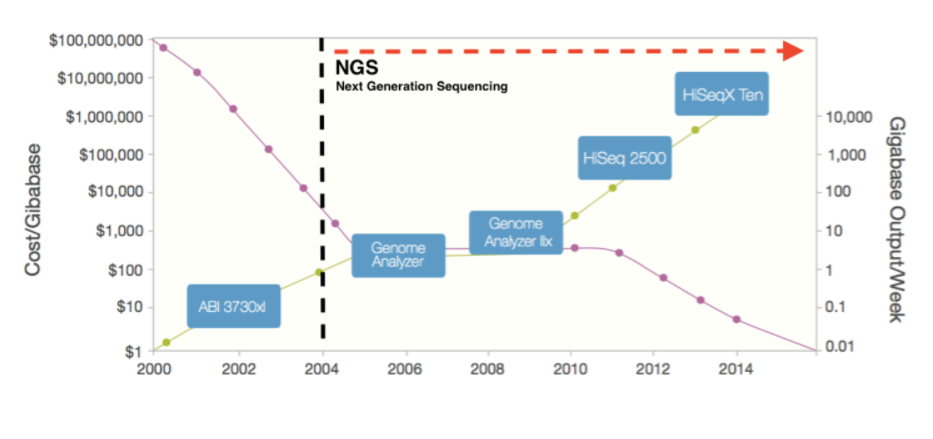 $100,000,000
$10,000,000
$1,000,000
$100,000
$10,000
$1,000
$100
$10
$1
Cost/Gibabase
NGS
Next Generation Sequencing
HiSeqX Ten
HiSeq 2500
Genome
Analyzer IIx
Genome
Analyzer
ABI 3730xl
10,000
1,000
100
10
1
0.1
0.01
Gigabase Output/Week
2000
2002
2004
2006
2008
2010
2012
2014